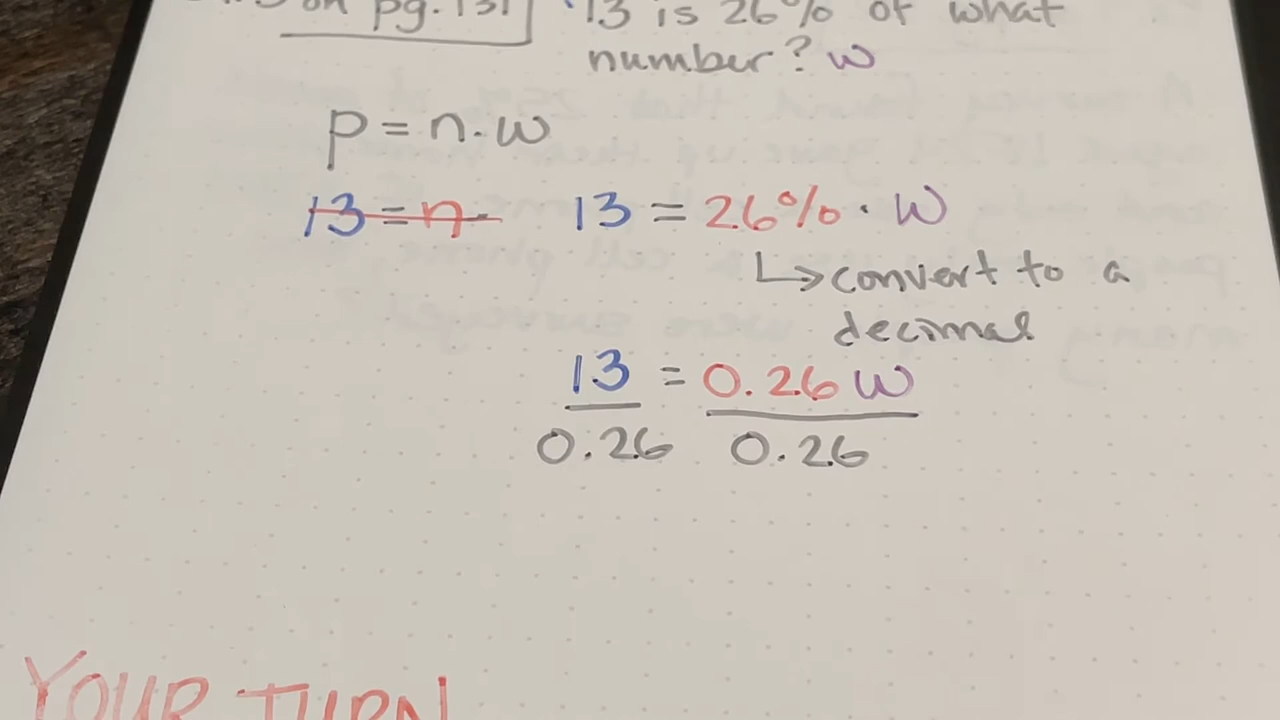 on pg. 131 13 is 26% of what
number? w
p = n · w
13 = n · 13 = 26% · w
↳ convert to a
decimal
13 = 0.26 w
0.26 0.26
YOUR TURN